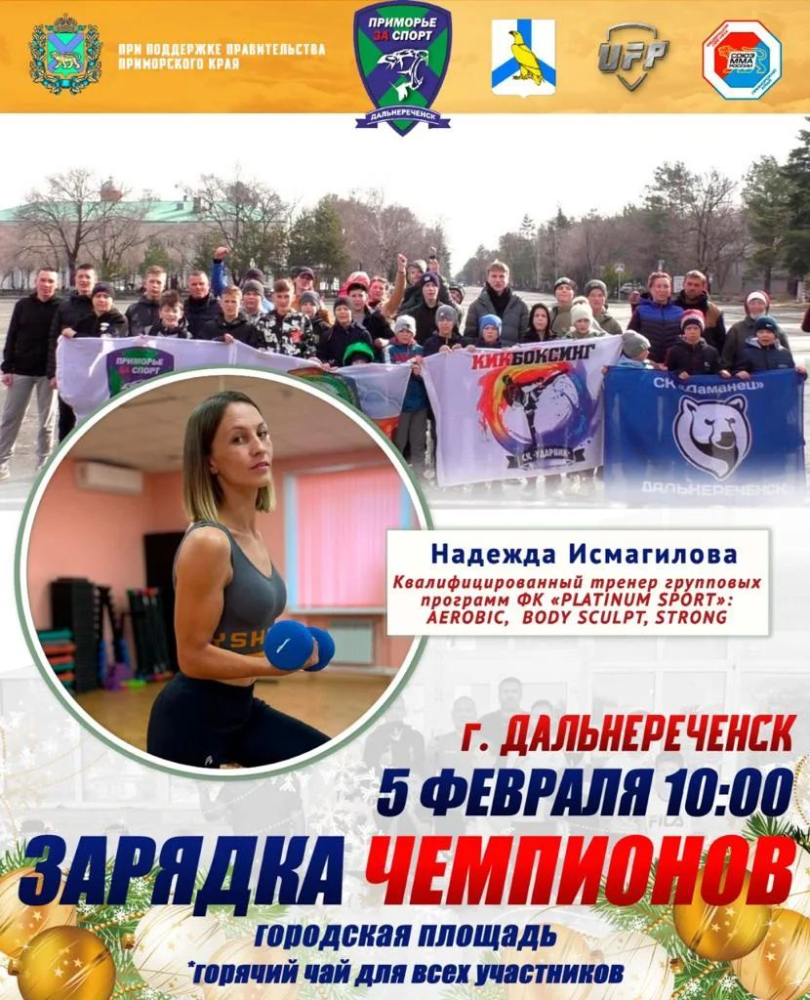 ПРИ ПОДДЕРЖКЕ ПРАВИТЕЛЬСТВА
ПРИМОРСКОГО КРАЯ
ПРИМОРЬЕ
ЗА СПОРТ
ДАЛЬНЕРЕЧЕНСК
UFP
СОЮЗ
ММА
РОССИИ
ПРИМОРЬЕ
ЗА СПОРТ
КИКБОКСИНГ
СК «УДАРНИК»
СК «Даманец»
ДАЛЬНЕРЕЧЕНСК
YSH
Надежда Исмагилова
Квалифицированный тренер групповых
программ ФК «PLATINUM SPORT»:
AEROBIC, BODY SCULPT, STRONG
г. ДАЛЬНЕРЕЧЕНСК
5 ФЕВРАЛЯ 10:00
ЗАРЯДКА ЧЕМПИОНОВ
городская площадь
*горячий чай для всех участников